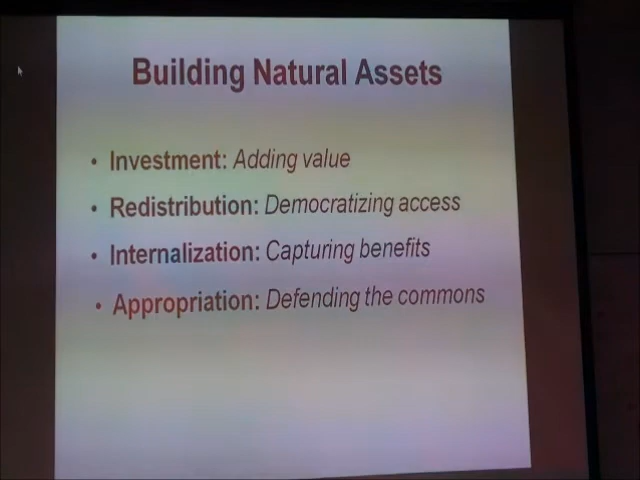 Building Natural Assets
• Investment: Adding value
• Redistribution: Democratizing access
• Internalization: Capturing benefits
• Appropriation: Defending the commons